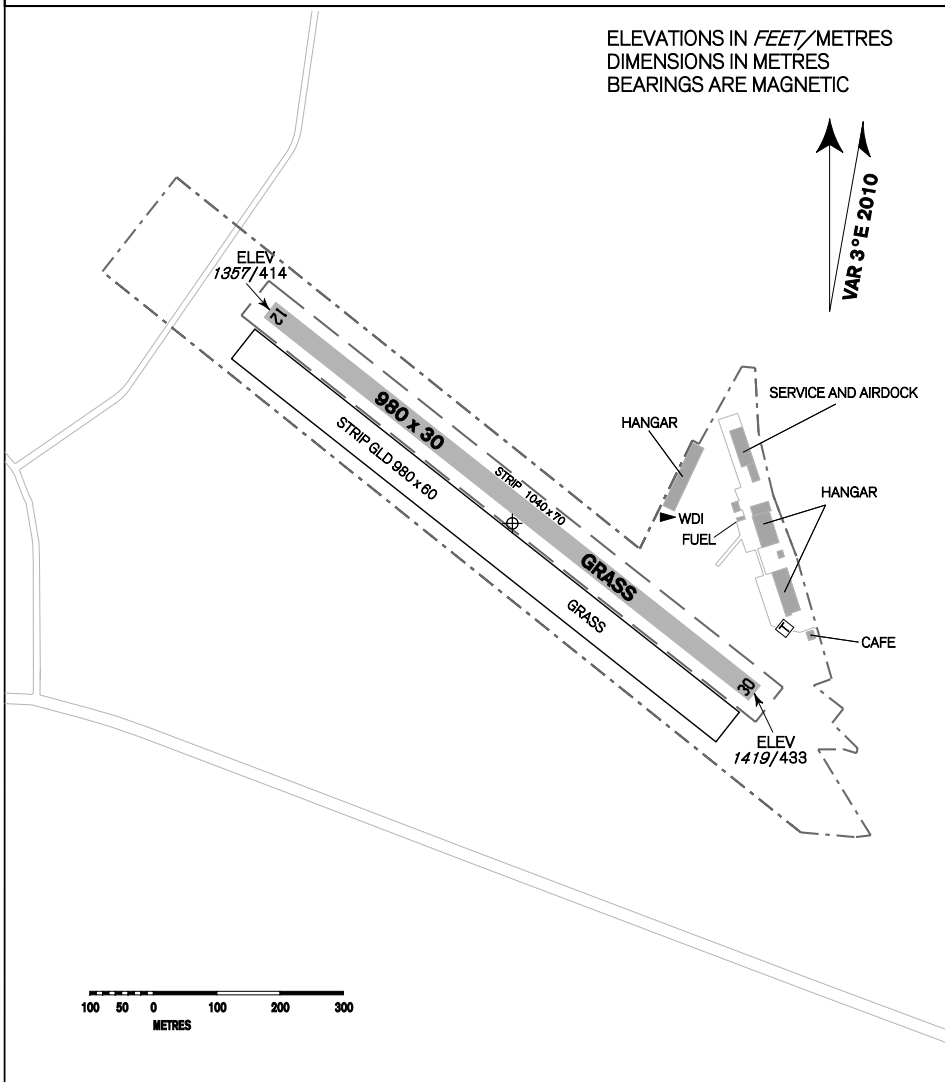 ELEVATIONS IN FEET/METRES
DIMENSIONS IN METRES
BEARINGS ARE MAGNETIC
VAR 3°E 2010
ELEV
1357/414
12
980 x 30
STRIP GLD 980 x 60
STRIP 1040 x 70
GRASS
GRASS
30
ELEV
1419/433
SERVICE AND AIRDOCK
HANGAR
HANGAR
WDI
FUEL
T
CAFE
100 50 0 100 200 300
METRES